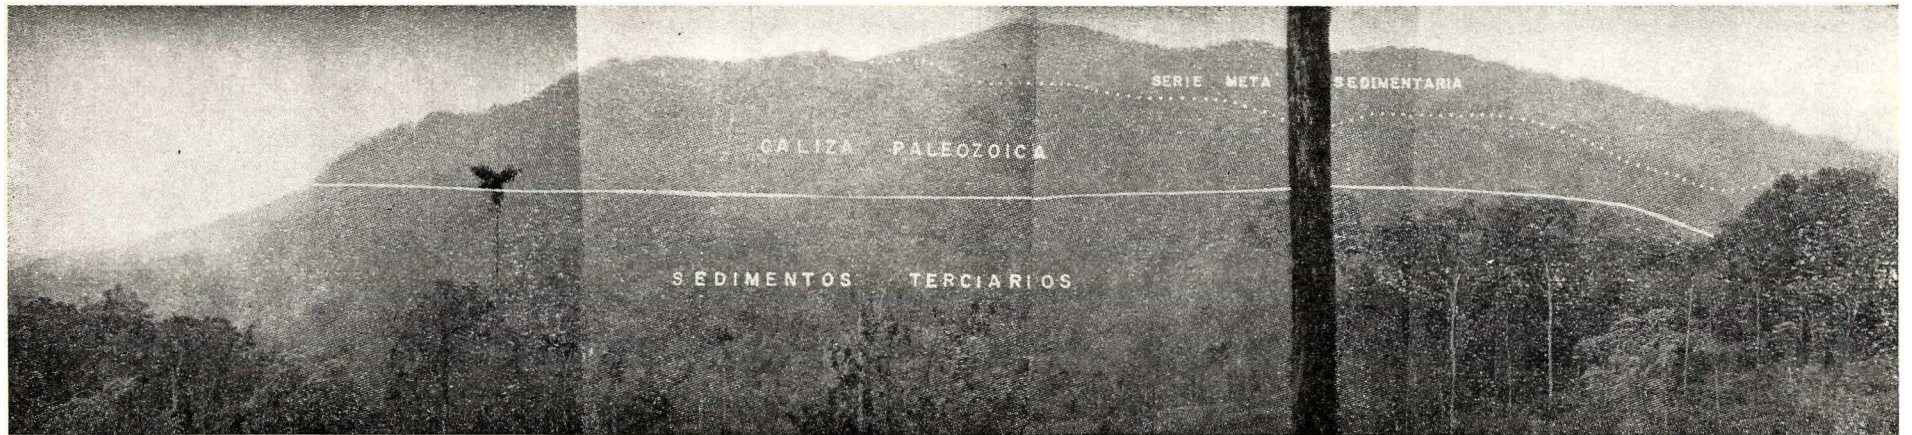 SERIE META SEDIMENTARIA
CALIZA PALEOZOICA
SEDIMENTOS TERCIARIOS